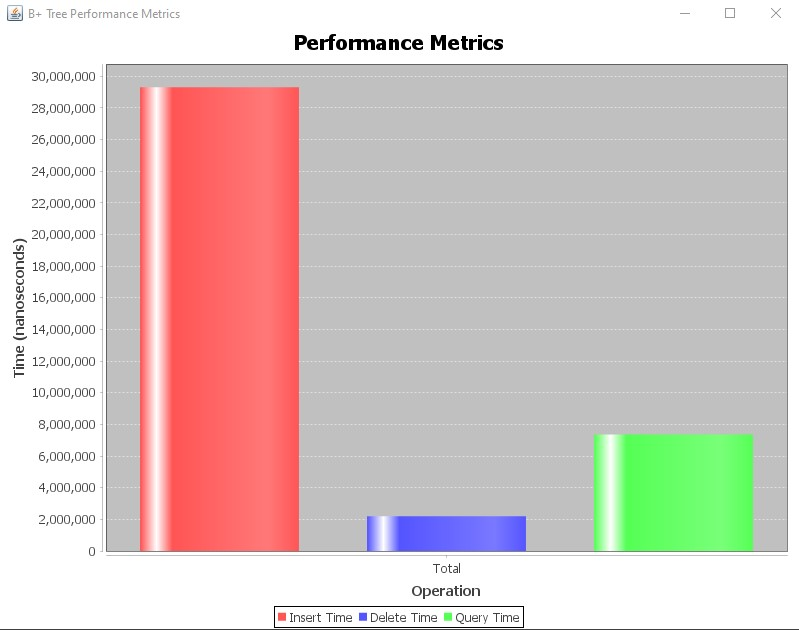 B+ Tree Performance Metrics
Performance Metrics
30,000,000
28,000,000
26,000,000
24,000,000
22,000,000
20,000,000
18,000,000
16,000,000
14,000,000
12,000,000
10,000,000
8,000,000
6,000,000
4,000,000
2,000,000
0
Time (nanoseconds)
Total
Operation
Insert Time Delete Time Query Time